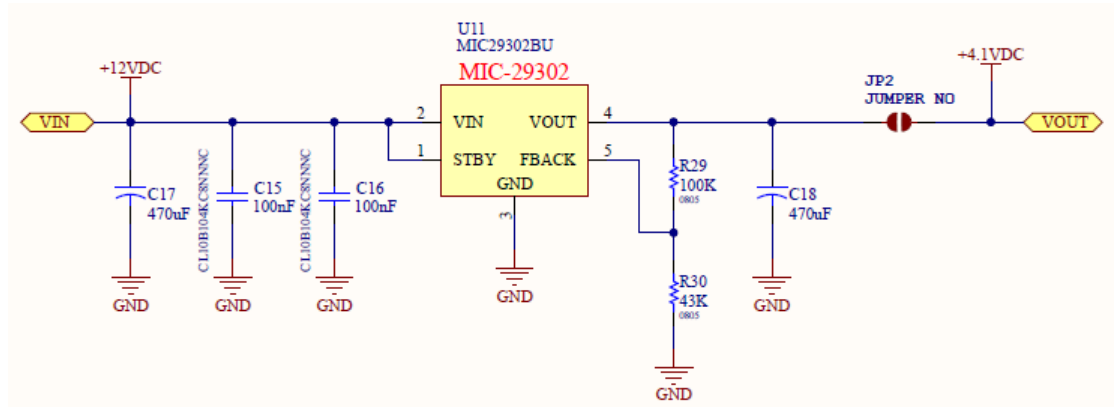 U11
MIC29302BU
MIC-29302
+12VDC
+4.1VDC
JP2
JUMPER NO
VIN
2
VIN
VOUT
4
VOUT
1
STBY
FBACK
5
GND
3
R29
100K
0805
C17
470uF
CL10B104KC8NNNC
C15
100nF
CL10B104KC8NNNC
C16
100nF
C18
470uF
R30
43K
0805
GND
GND
GND
GND
GND
GND